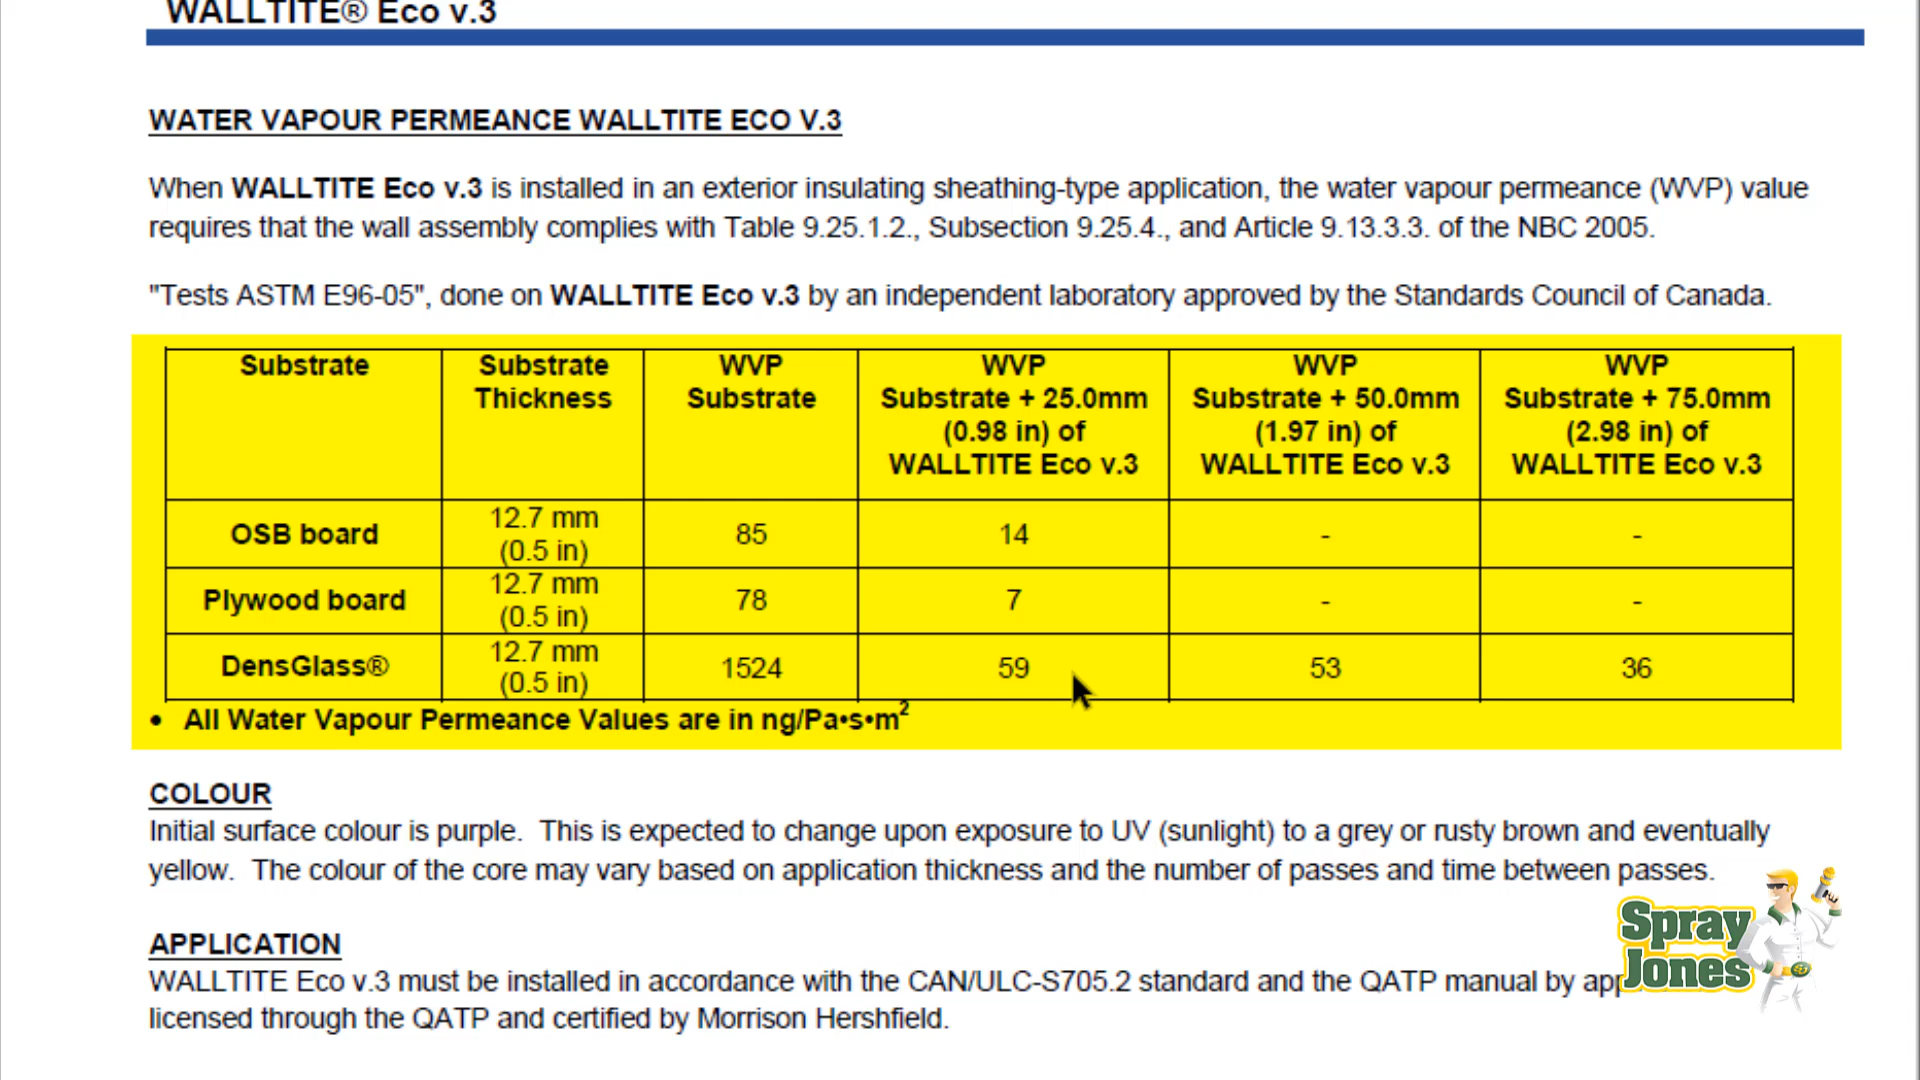 WALLTITE® Eco v.3
WATER VAPOUR PERMEANCE WALLTITE ECO V.3
When WALLTITE Eco v.3 is installed in an exterior insulating sheathing-type application, the water vapour permeance (WVP) value
requires that the wall assembly complies with Table 9.25.1.2., Subsection 9.25.4., and Article 9.13.3.3. of the NBC 2005.
"Tests ASTM E96-05", done on WALLTITE Eco v.3 by an independent laboratory approved by the Standards Council of Canada.
Substrate Substrate WVP WVP WVP WVP
Thickness Substrate Substrate + 25.0mm Substrate + 50.0mm Substrate + 75.0mm
(0.98 in) of (1.97 in) of (2.98 in) of
WALLTITE Eco v.3 WALLTITE Eco v.3 WALLTITE Eco v.3
OSB board 12.7 mm 85 14 - -
(0.5 in)
Plywood board 12.7 mm 78 7 - -
(0.5 in)
DensGlass® 12.7 mm 1524 59 53 36
(0.5 in)
• All Water Vapour Permeance Values are in ng/Pa•s•m²
COLOUR
Initial surface colour is purple. This is expected to change upon exposure to UV (sunlight) to a grey or rusty brown and eventually
yellow. The colour of the core may vary based on application thickness and the number of passes and time between passes.
APPLICATION
WALLTITE Eco v.3 must be installed in accordance with the CAN/ULC-S705.2 standard and the QATP manual by
licensed through the QATP and certified by Morrison Hershfield.
Spray
Jones